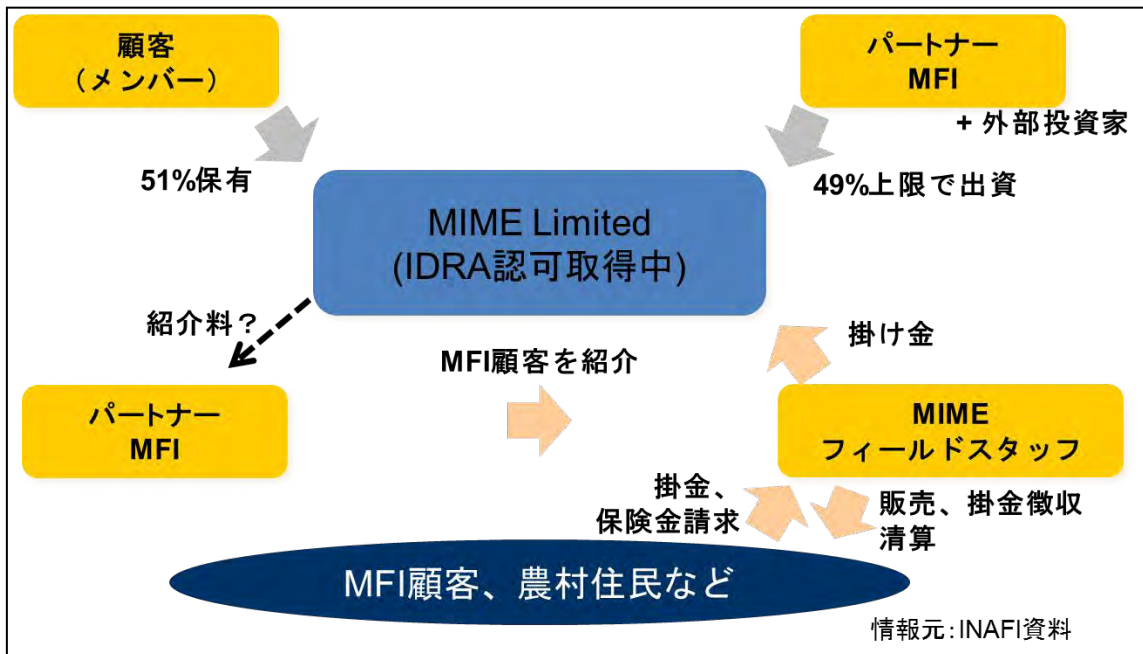 顧客
（メンバー）
パートナー
MFI
+ 外部投資家
51%保有
49%上限で出資
MIME Limited
(IDRA認可取得中)
紹介料？
掛け金
MFI顧客を紹介
パートナー
MFI
MIME
フィールドスタッフ
掛金、
保険金請求
販売、掛金徴収
清算
MFI顧客、農村住民など
情報元：INAFI資料